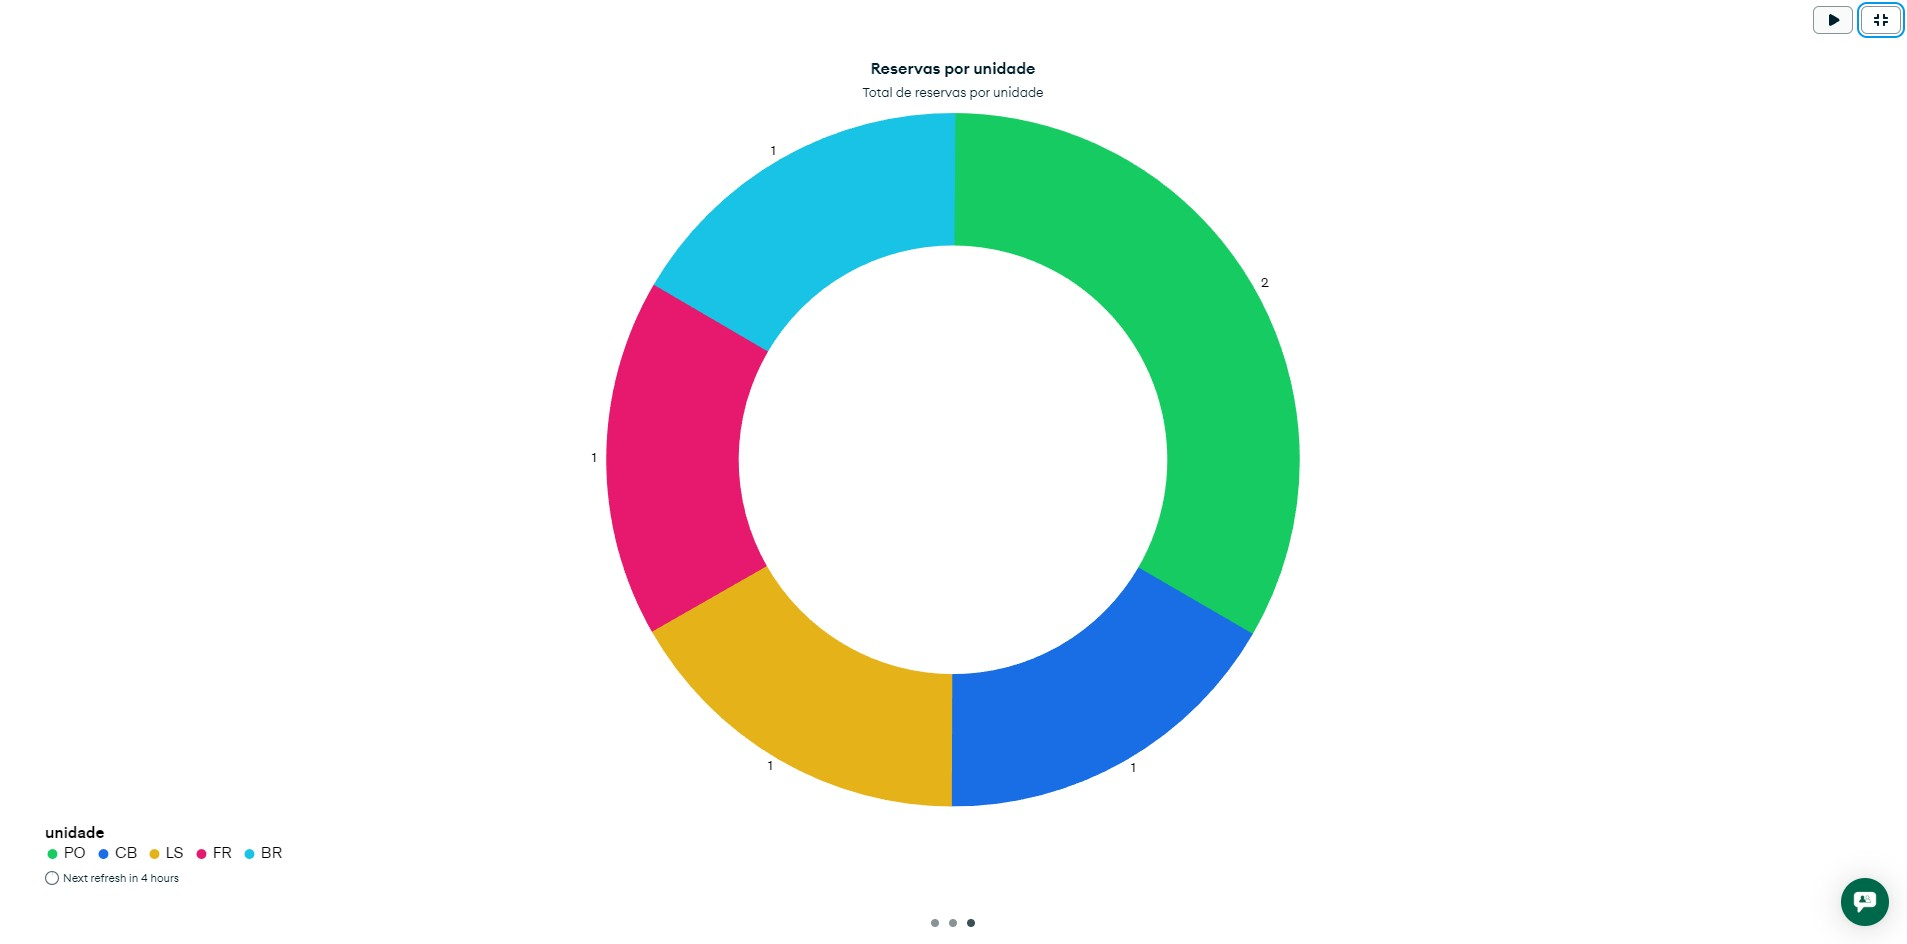 Reservas por unidade
Total de reservas por unidade
1
2
1
1
1
unidade
PO CB LS FR BR
Next refresh in 4 hours